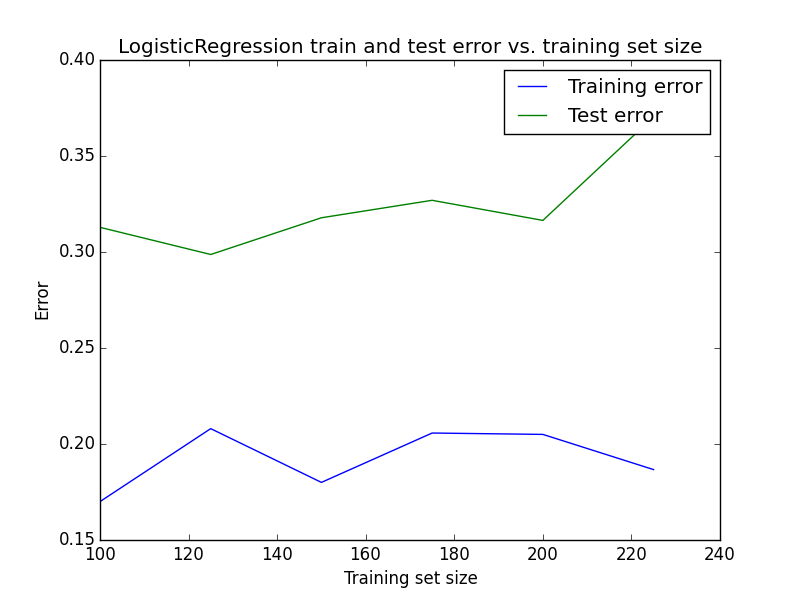 LogisticRegression train and test error vs. training set size
0.40
Training error
Test error
0.35
0.30
Error
0.25
0.20
0.15
100 120 140 160 180 200 220 240
Training set size